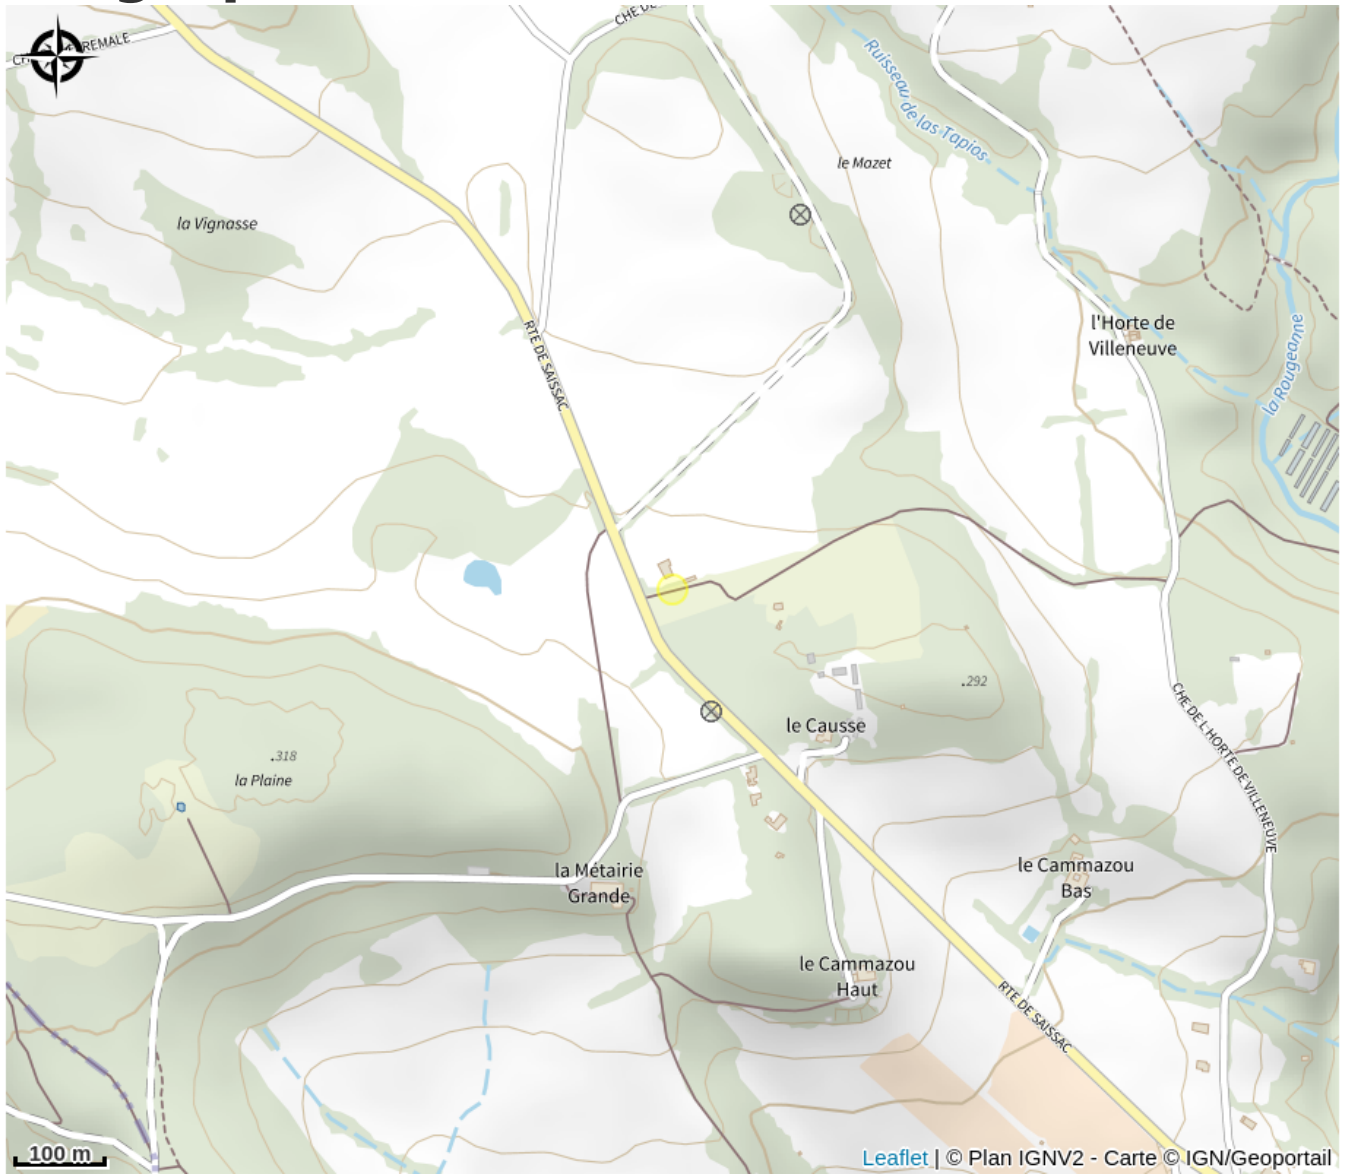 CHE DE
REMALE
Ruisseau de las Tapios
le Mazet
la Vignasse
l'Horte de
Villeneuve
RTE DE SAISSAC
la Rougeanne
.292
CHE DE L'HORTE DE VILLENEUVE
le Causse
.318
la Plaine
la Métairie
Grande
le Cammazou
Bas
le Cammazou
Haut
RTE DE SAISSAC
100 m
Leaflet | © Plan IGNV2 - Carte © IGN/Geoportail